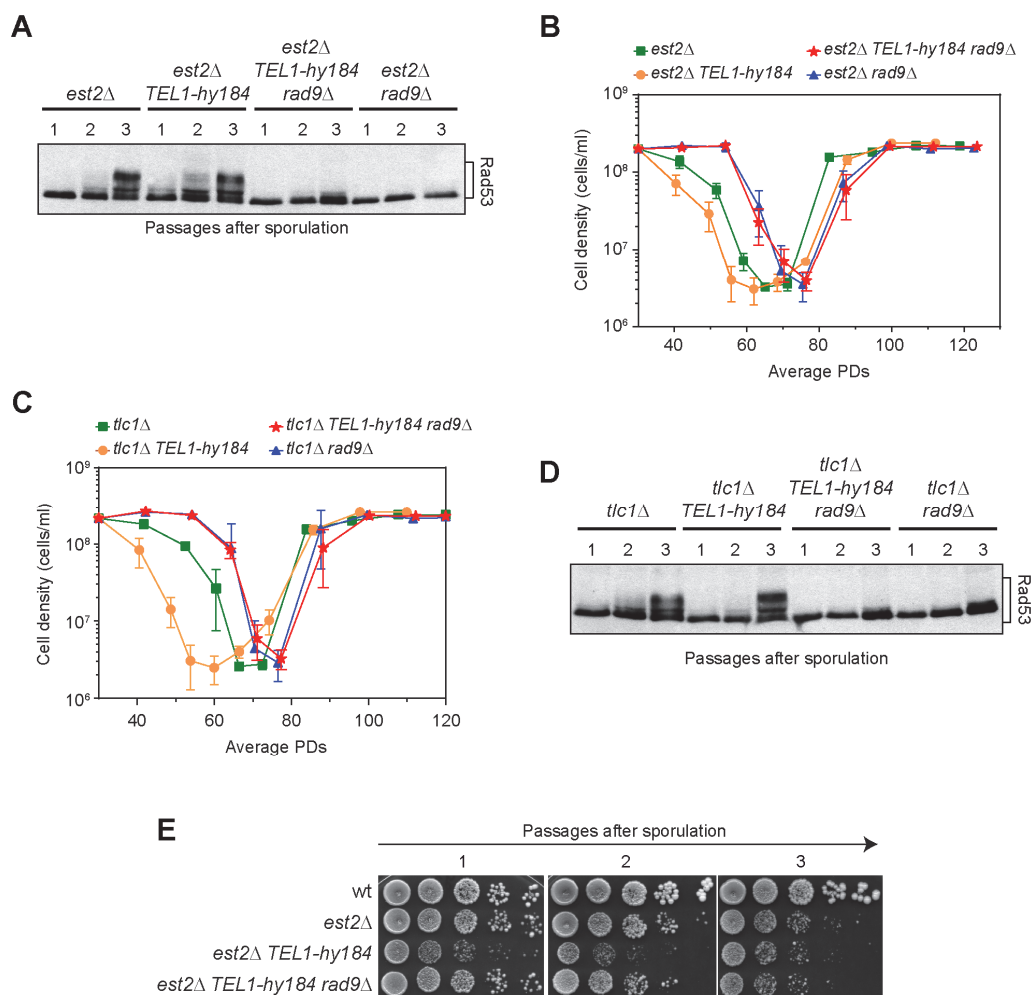 A
est2Δ
est2Δ
TEL1-hy184
est2Δ
TEL1-hy184
rad9Δ
est2Δ
rad9Δ
1 2 3 1 2 3 1 2 3 1 2 3
Rad53
Passages after sporulation
B
est2Δ
est2Δ TEL1-hy184 rad9Δ
est2Δ TEL1-hy184
est2Δ rad9Δ
Cell density (cells/ml)
10⁹
10⁸
10⁷
10⁶
40 60 80 100 120
Average PDs
C
tlc1Δ
tlc1Δ TEL1-hy184 rad9Δ
tlc1Δ TEL1-hy184
tlc1Δ rad9Δ
Cell density (cells/ml)
10⁹
10⁸
10⁷
10⁶
40 60 80 100 120
Average PDs
D
tlc1Δ
tlc1Δ
TEL1-hy184
tlc1Δ
TEL1-hy184
rad9Δ
tlc1Δ
rad9Δ
1 2 3 1 2 3 1 2 3 1 2 3
Rad53
Passages after sporulation
E
Passages after sporulation
1 2 3
wt
est2Δ
est2Δ TEL1-hy184
est2Δ TEL1-hy184 rad9Δ